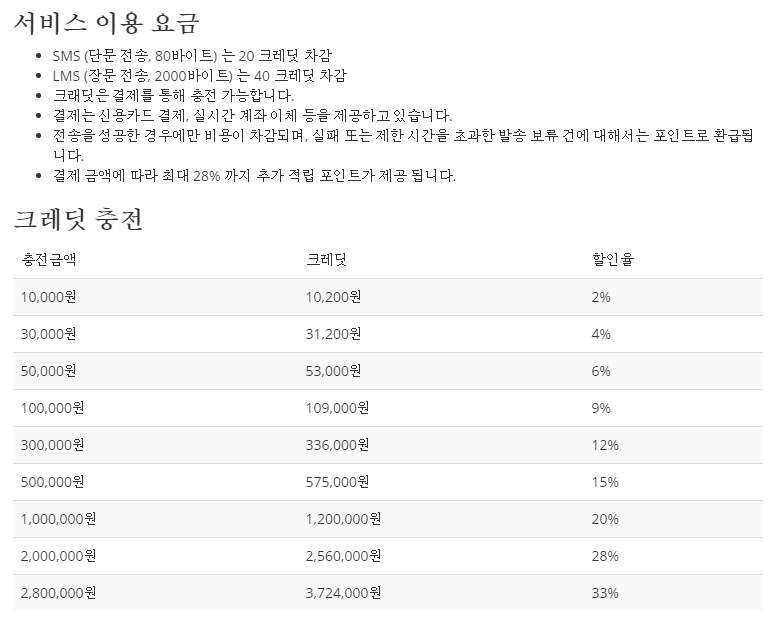 서비스 이용 요금
• SMS (단문 전송, 80바이트) 는 20 크레딧 차감
• LMS (장문 전송, 2000바이트) 는 40 크레딧 차감
• 크래딧은 결제를 통해 충전 가능합니다.
• 결제는 신용카드 결제, 실시간 계좌 이체 등을 제공하고 있습니다.
• 전송을 성공한 경우에만 비용이 차감되며, 실패 또는 제한 시간을 초과한 발송 보류 건에 대해서는 포인트로 환급됩
니다.
• 결제 금액에 따라 최대 28% 까지 추가 적립 포인트가 제공 됩니다.
크레딧 충전
충전금액 크레딧 할인율
10,000원 10,200원 2%
30,000원 31,200원 4%
50,000원 53,000원 6%
100,000원 109,000원 9%
300,000원 336,000원 12%
500,000원 575,000원 15%
1,000,000원 1,200,000원 20%
2,000,000원 2,560,000원 28%
2,800,000원 3,724,000원 33%